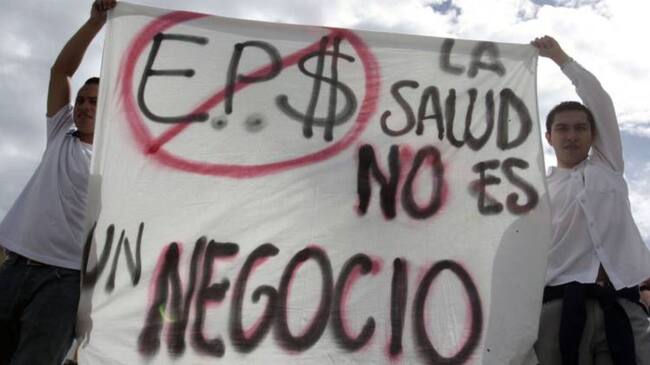 E.P.$
LA
SALUD
NO ES
UN NEGOCIO